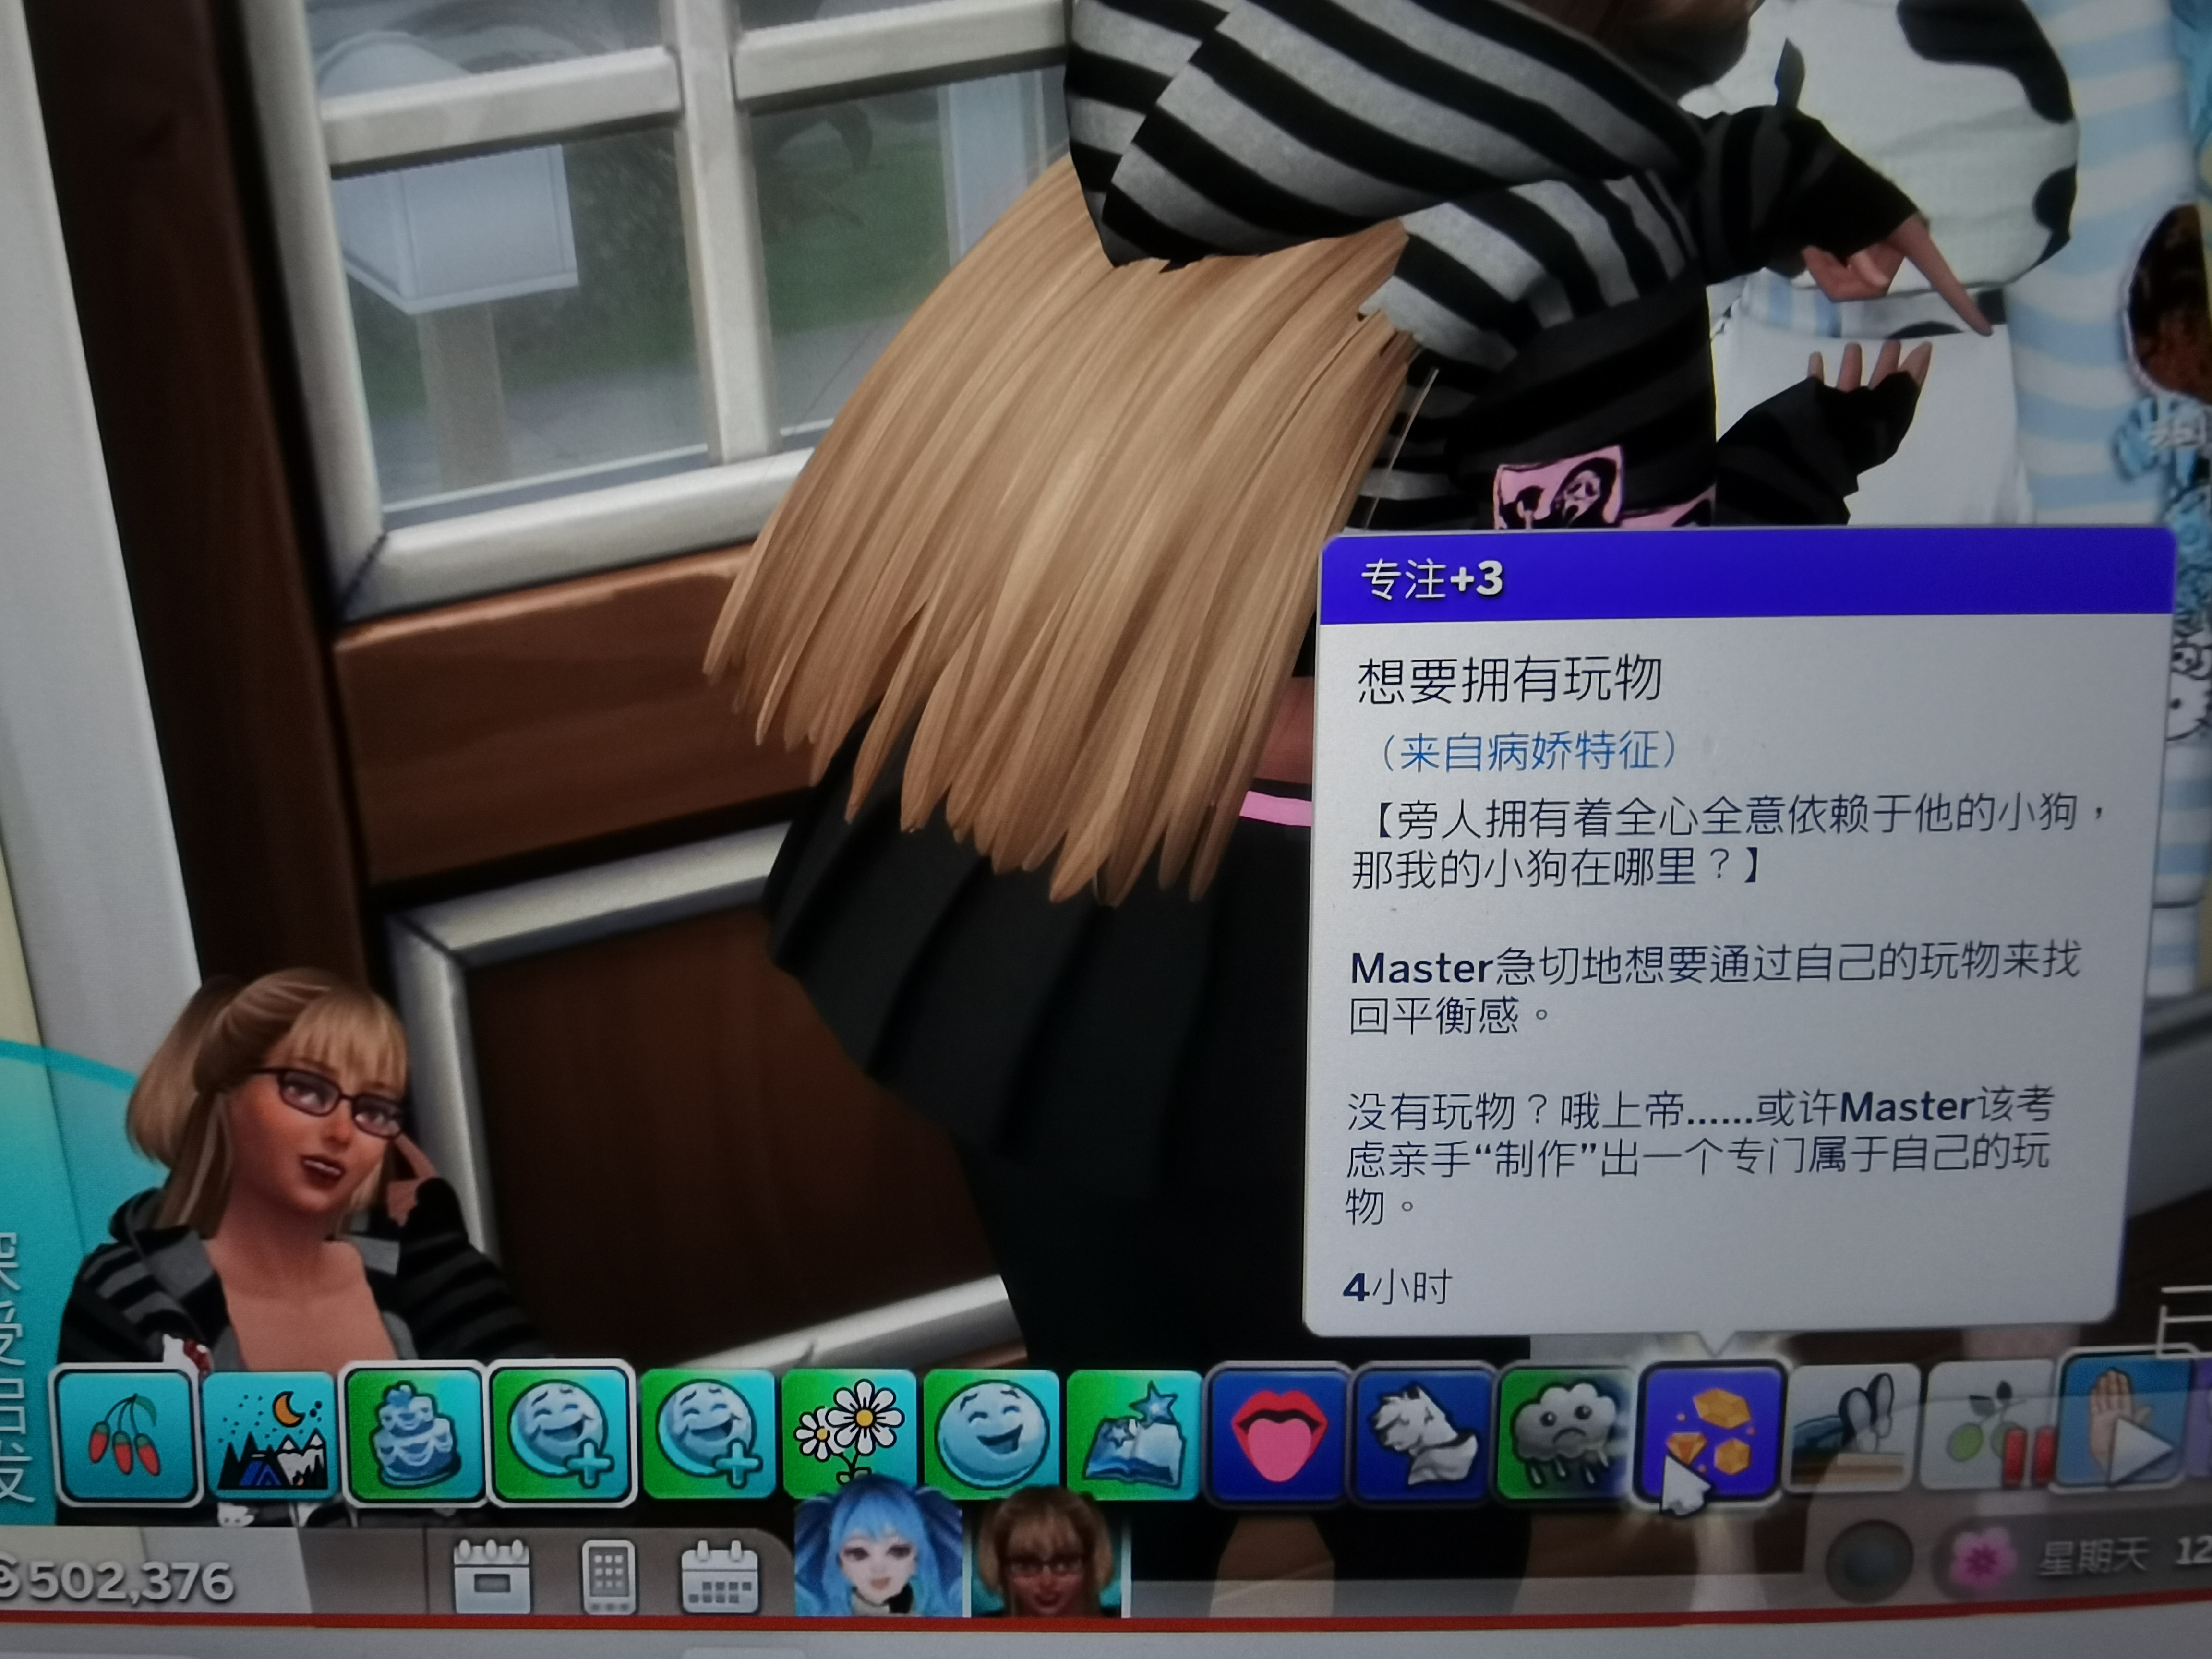 专注+3
想要拥有玩物
（来自病娇特征）
【旁人拥有着全心全意依赖于他的小狗，
那我的小狗在哪里？】
Master急切地想要通过自己的玩物来找
回平衡感。
没有玩物？哦上帝……或许Master该考
虑亲手“制作”出一个专门属于自己的玩
物。
4小时
502,376
星期天 12